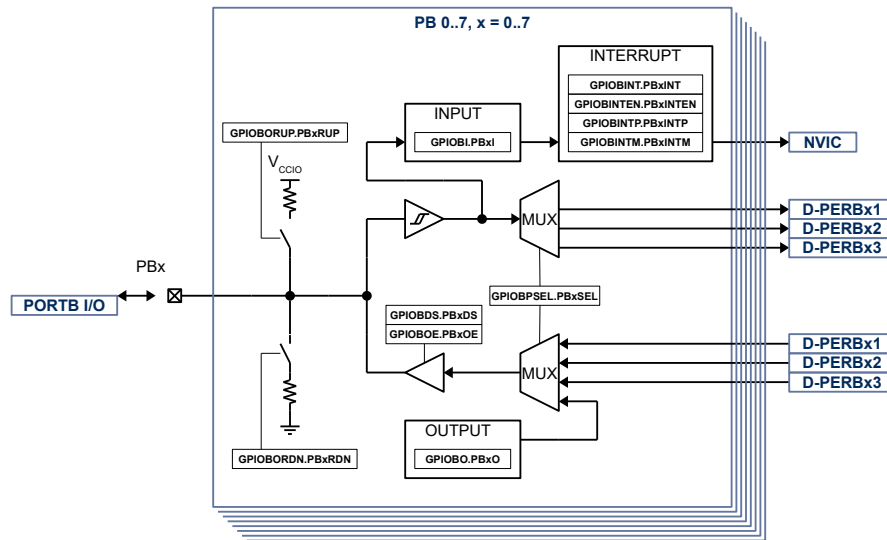 PB 0..7, x = 0..7
INTERRUPT
GPIOBINT.PBxINT
GPIOBINTEN.PBxINTEN
GPIOBINTP.PBxINTP
GPIOBINTM.PBxINTM
INPUT
GPIOBI.PBxI
NVIC
GPIOBORUP.PBxRUP
VCCIO
MUX
D-PERBx1
D-PERBx2
D-PERBx3
PBx
PORTB I/O
GPIOBPSEL.PBxSEL
GPIOBDS.PBxDS
GPIOBOE.PBxOE
MUX
D-PERBx1
D-PERBx2
D-PERBx3
OUTPUT
GPIOBO.PBxO
GPIOBORDN.PBxRDN